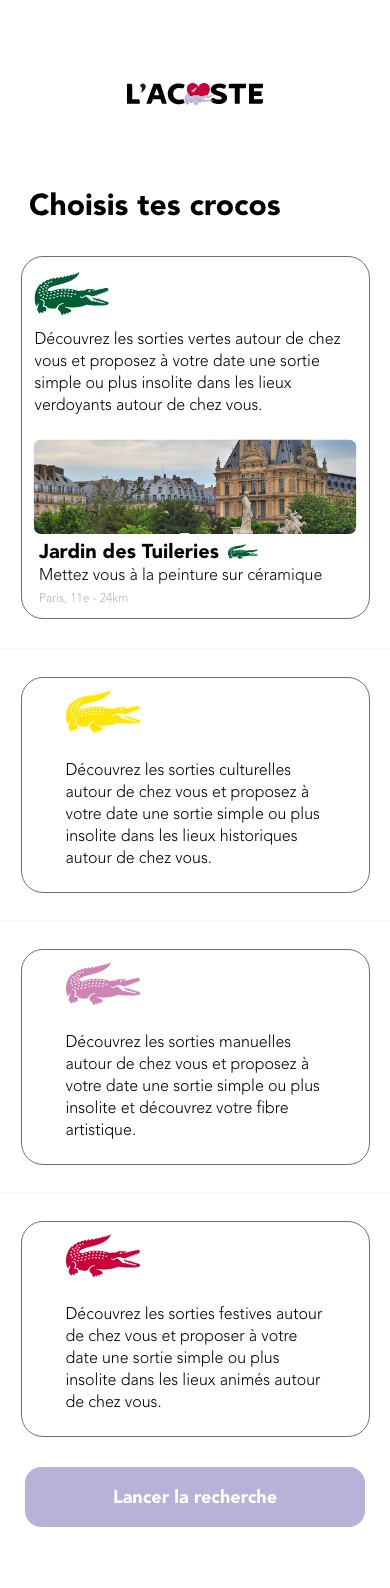 L'ACOSTE
Choisis tes crocos
Découvrez les sorties vertes autour de chez
vous et proposez à votre date une sortie
simple ou plus insolite dans les lieux
verdoyants autour de chez vous.
Jardin des Tuileries
Mettez vous à la peinture sur céramique
Paris, 11e - 24km
Découvrez les sorties culturelles
autour de chez vous et proposez à
votre date une sortie simple ou plus
insolite dans les lieux historiques
autour de chez vous.
Découvrez les sorties manuelles
autour de chez vous et proposez à
votre date une sortie simple ou plus
insolite et découvrez votre fibre
artistique.
Découvrez les sorties festives autour
de chez vous et proposer à votre
date une sortie simple ou plus
insolite dans les lieux animés autour
de chez vous.
Lancer la recherche